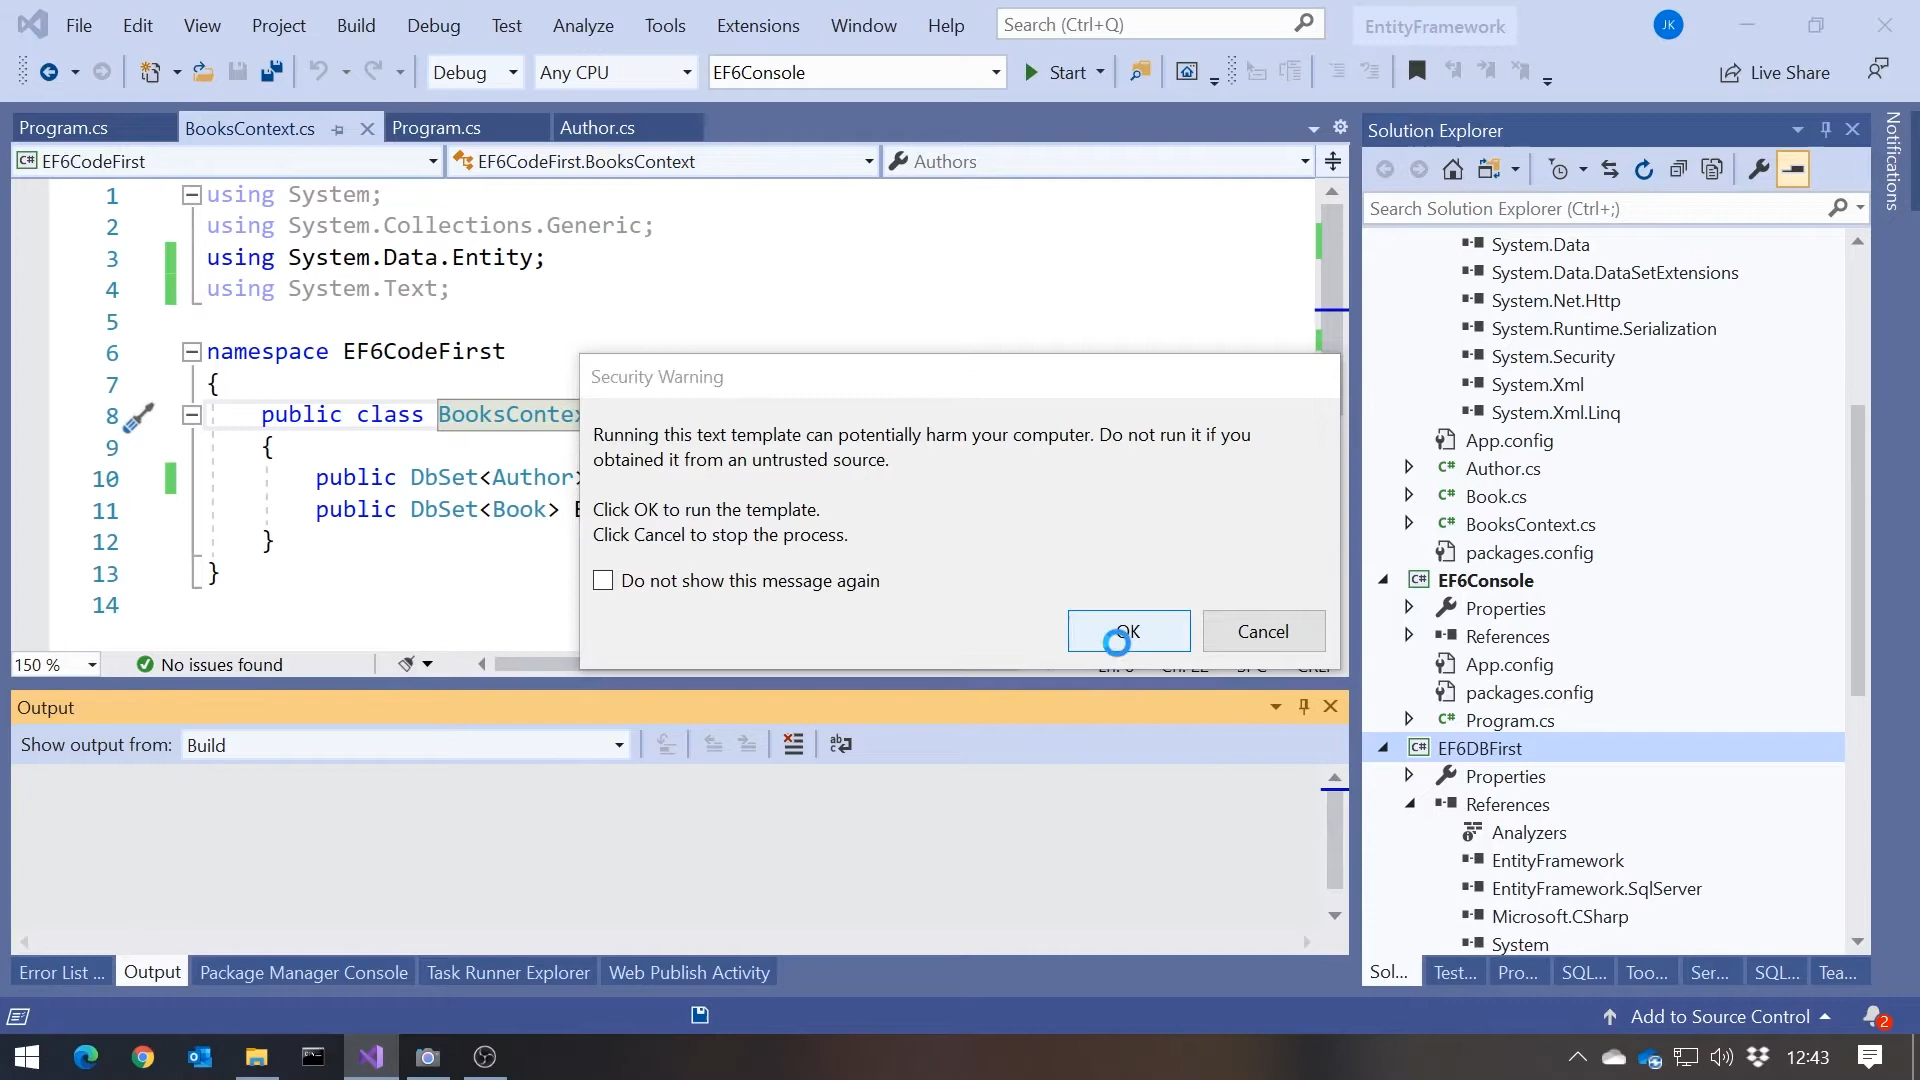 File Edit View Project Build Debug Test Analyze Tools Extensions Window Help Search (Ctrl+Q) EntityFramework JK
Debug Any CPU EF6Console Start Live Share
Program.cs BooksContext.cs Program.cs Author.cs
EF6CodeFirst EF6CodeFirst.BooksContext Authors
1 using System;
2 using System.Collections.Generic;
3 using System.Data.Entity;
4 using System.Text;
5
6 namespace EF6CodeFirst
7 {
8 public class BooksContex
9 {
10 public DbSet<Author>
11 public DbSet<Book>
12 }
13 }
14
150 % No issues found
Security Warning
Running this text template can potentially harm your computer. Do not run it if you
obtained it from an untrusted source.
Click OK to run the template.
Click Cancel to stop the process.
Do not show this message again
OK Cancel
Output
Show output from: Build
Error List ... Output Package Manager Console Task Runner Explorer Web Publish Activity
Solution Explorer
Search Solution Explorer (Ctrl+;)
System.Data
System.Data.DataSetExtensions
System.Net.Http
System.Runtime.Serialization
System.Security
System.Xml
System.Xml.Linq
App.config
C# Author.cs
C# Book.cs
C# BooksContext.cs
packages.config
C# EF6Console
Properties
References
App.config
packages.config
C# Program.cs
C# EF6DBFirst
Properties
References
Analyzers
EntityFramework
EntityFramework.SqlServer
Microsoft.CSharp
System
Sol... Test... Pro... SQL... Too... Ser... SQL... Tea...
Notifications
Add to Source Control 2
12:43